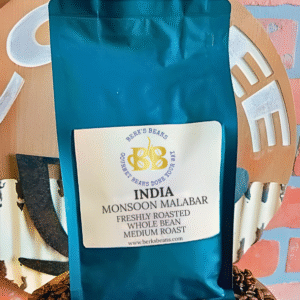 BERK'S BEANS
BB
GOURMET BEANS DONE YOUR WAY
INDIA
MONSOON MALABAR
FRESHLY ROASTED
WHOLE BEAN
MEDIUM ROAST
www.berksbeans.com